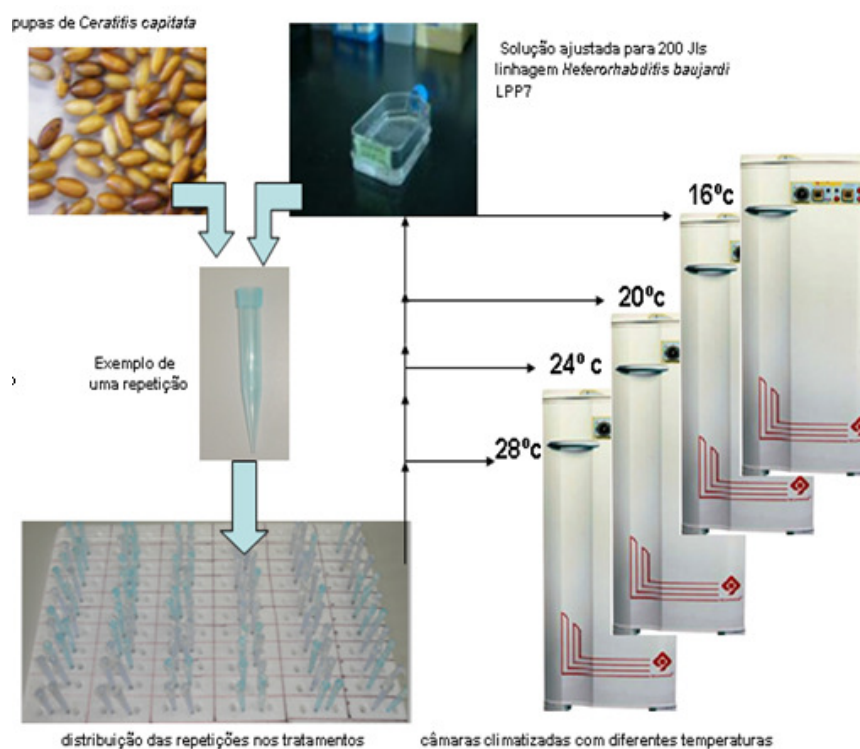 pupas de Ceratitis capitata
Solução ajustada para 200 JIs
linhagem Heterorhabditis baujardi
LPP7
16ºc
20ºc
24º c
28ºc
Exemplo de
uma repetição
distribuição das repetições nos tratamentos
câmaras climatizadas com diferentes temperaturas